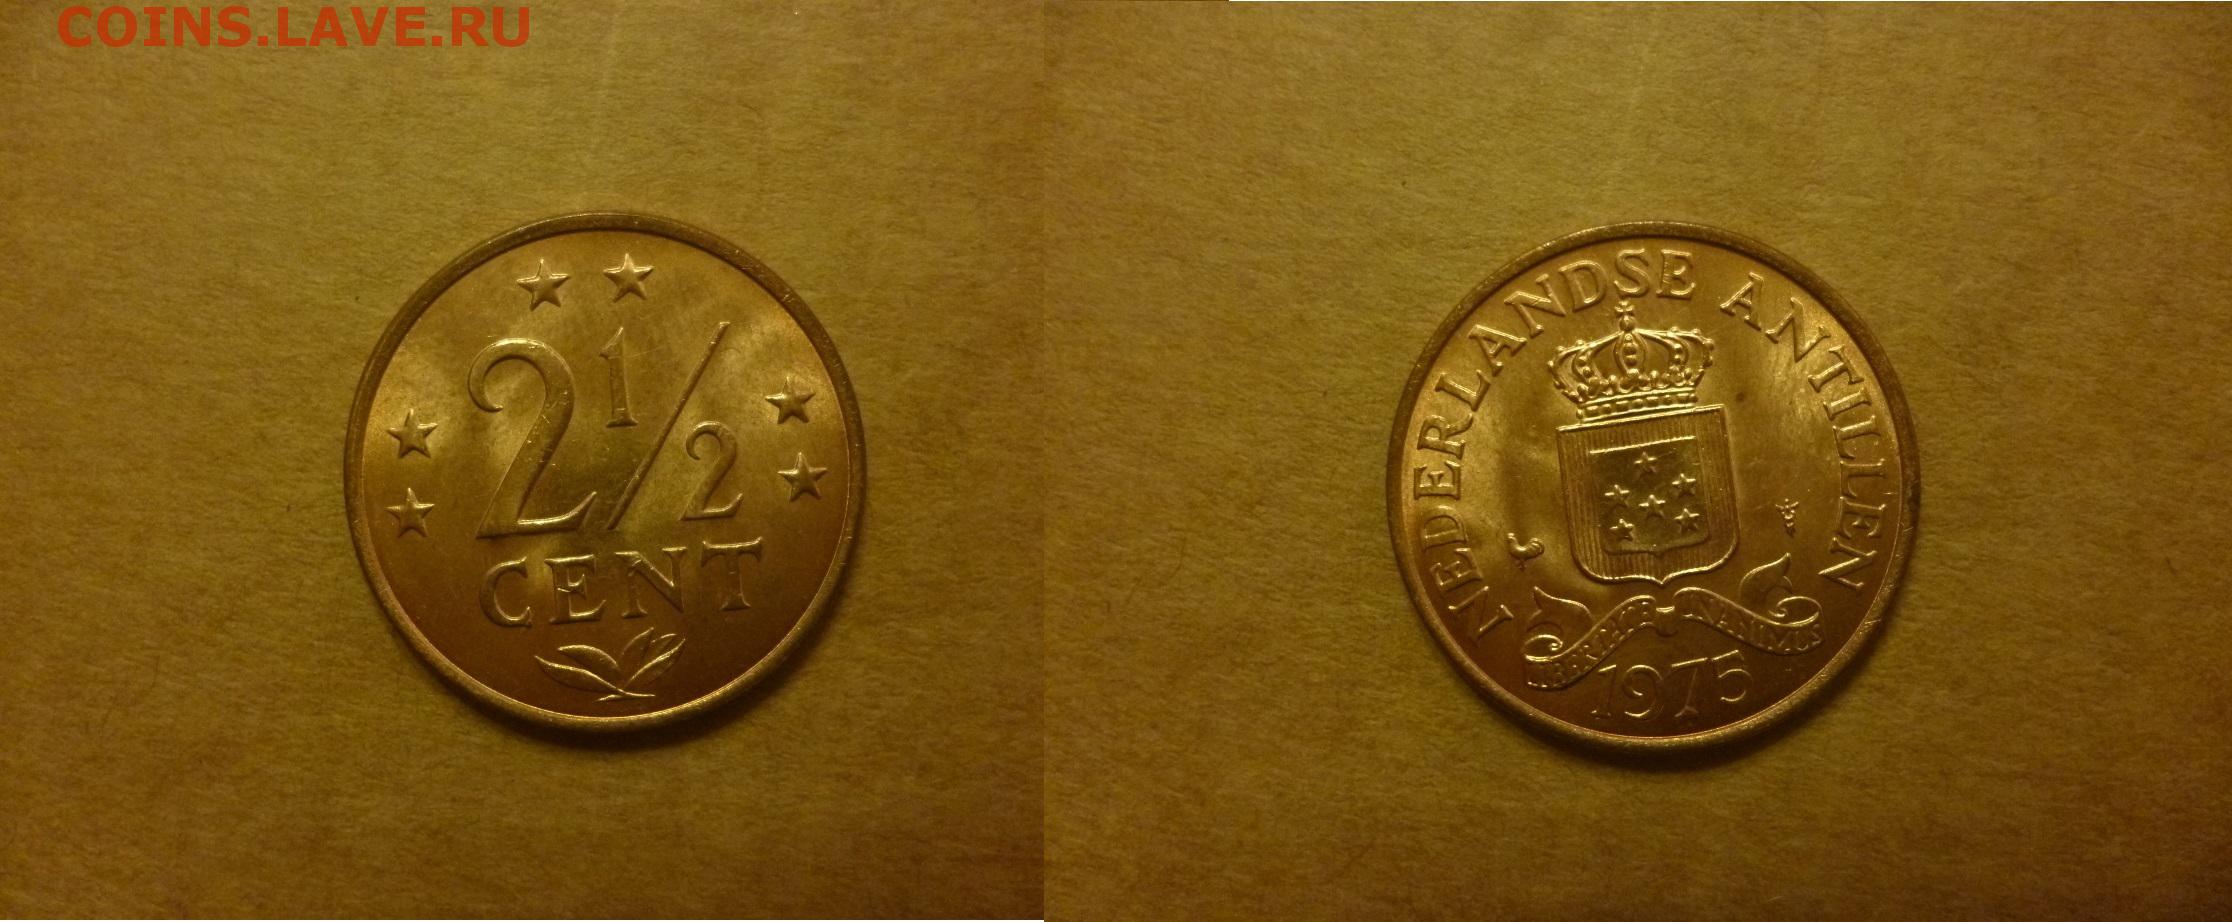 COINS.LAVE.RU
2 1/2
CENT
NEDERLANDSE ANTILLEN
LIBERTATE UNANIMUS
1975